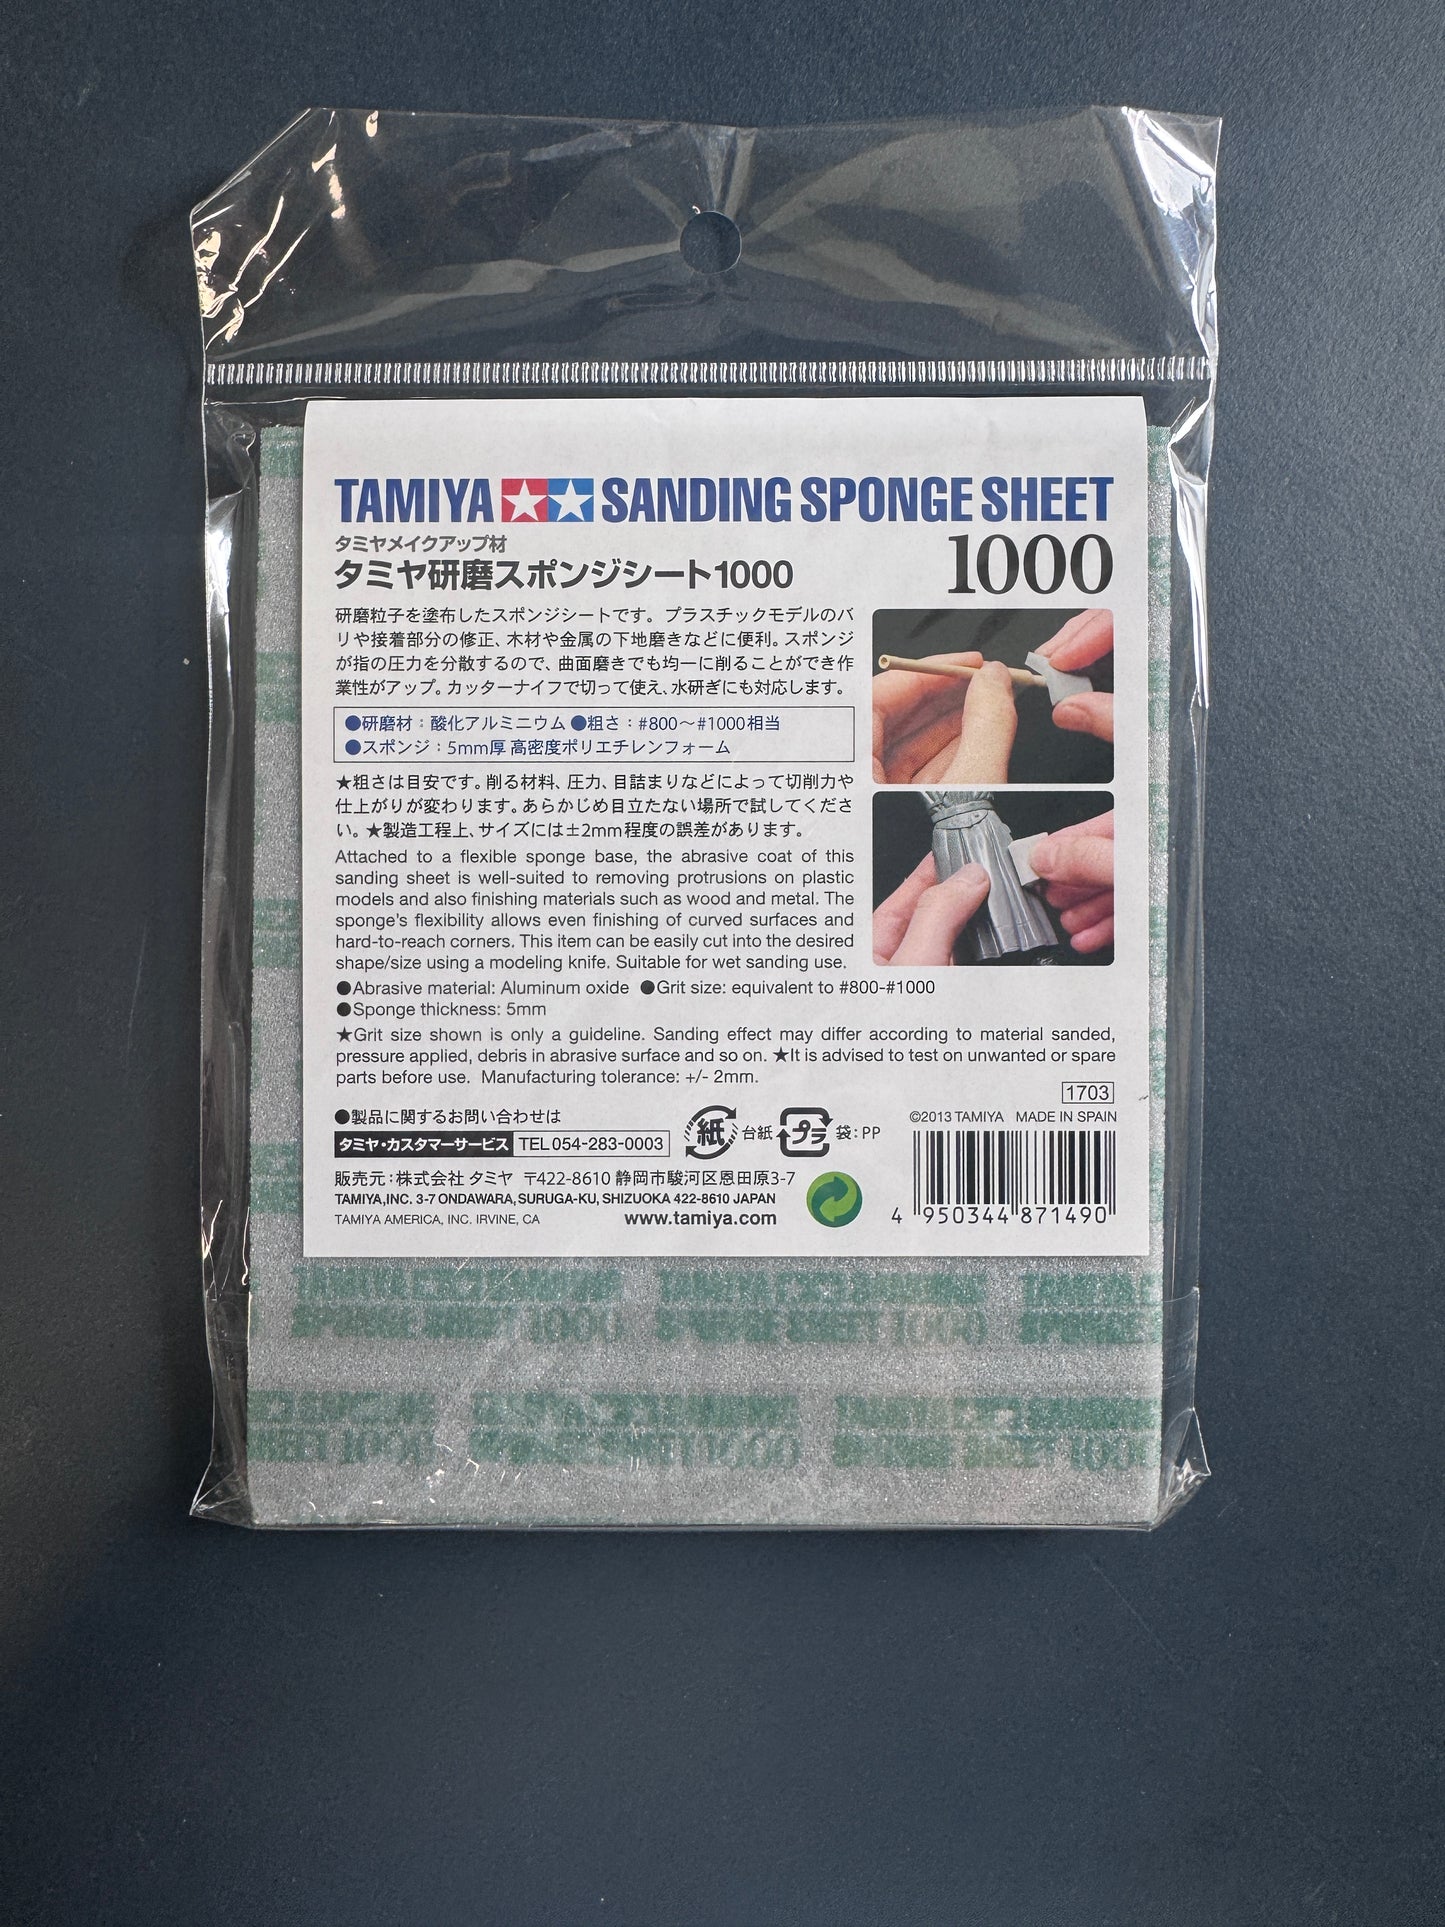 TAMIYA SANDING SPONGE SHEET
タミヤメイクアップ材
タミヤ研磨スポンジシート1000
1000
研磨粒子を塗布したスポンジシートです。プラスチックモデルのバ
リや接着部分の修正、木材や金属の下地磨きなどに便利。スポンジ
が指の圧力を分散するので、曲面磨きでも均一に削ることができ作
業性がアップ。カッターナイフで切って使え、水研ぎにも対応します。
●研磨材：酸化アルミニウム ●粗さ：#800～#1000相当
●スポンジ：5mm厚 高密度ポリエチレンフォーム
★粗さは目安です。削る材料、圧力、目詰まりなどによって切削力や
仕上がりが変わります。あらかじめ目立たない場所で試してくださ
い。★製造工程上、サイズには±2mm程度の誤差があります。
Attached to a flexible sponge base, the abrasive coat of this
sanding sheet is well-suited to removing protrusions on plastic
models and also finishing materials such as wood and metal. The
sponge's flexibility allows even finishing of curved surfaces and
hard-to-reach corners. This item can be easily cut into the desired
shape/size using a modeling knife. Suitable for wet sanding use.
●Abrasive material: Aluminum oxide ●Grit size: equivalent to #800-#1000
●Sponge thickness: 5mm
★Grit size shown is only a guideline. Sanding effect may differ according to material sanded,
pressure applied, debris in abrasive surface and so on. ★It is advised to test on unwanted or spare
parts before use. Manufacturing tolerance: +/- 2mm.
1703
●製品に関するお問い合わせは
タミヤ・カスタマーサービス TEL 054-283-0003
紙 台紙 プラ 袋：PP
©2013 TAMIYA MADE IN SPAIN
販売元：株式会社 タミヤ 〒422-8610 静岡市駿河区恩田原3-7
TAMIYA, INC. 3-7 ONDAWARA, SURUGA-KU, SHIZUOKA 422-8610 JAPAN
TAMIYA AMERICA, INC. IRVINE, CA www.tamiya.com
4 950344 871490
TAMIYA SANDING
SPONGE SHEET 1000